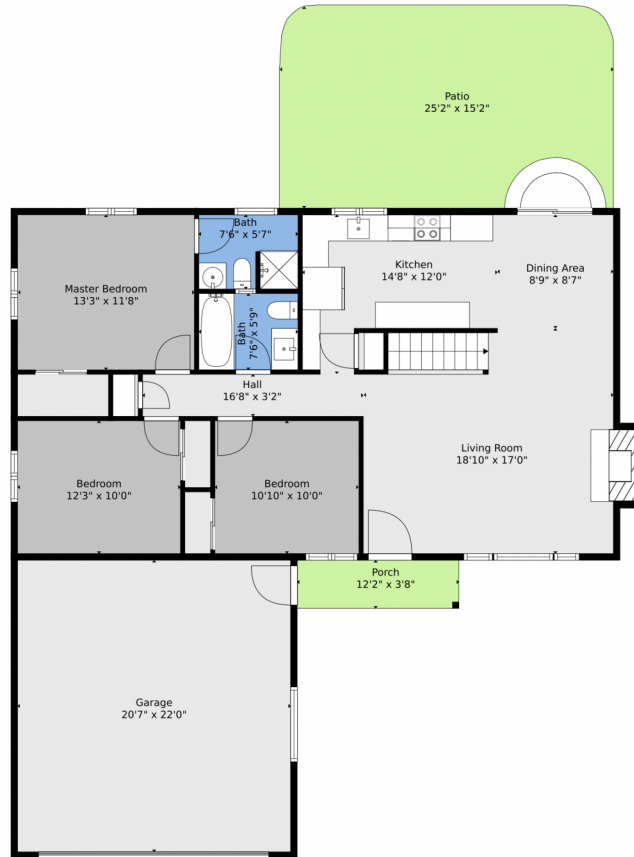 Patio
25'2" x 15'2"
Bath
7'6" x 5'7"
Kitchen
14'8" x 12'0"
Dining Area
8'9" x 8'7"
Master Bedroom
13'3" x 11'8"
Bath
7'6" x 5'9"
Hall
16'8" x 3'2"
Living Room
18'10" x 17'0"
Bedroom
12'3" x 10'0"
Bedroom
10'10" x 10'0"
Porch
12'2" x 3'8"
Garage
20'7" x 22'0"